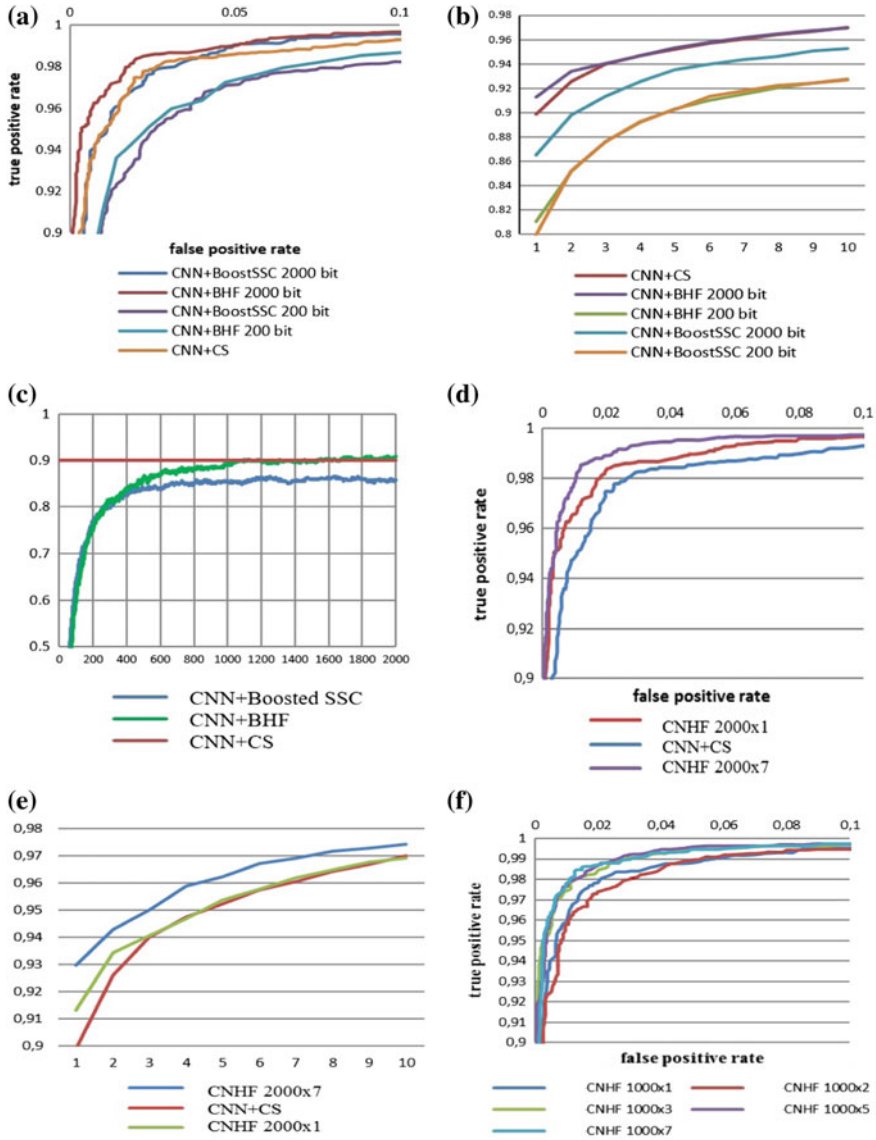 (a)
0 0.05 0.1
1
0.98
0.96
0.94
0.92
0.9
true positive rate
false positive rate
CNN+BoostSSC 2000 bit
CNN+BHF 2000 bit
CNN+BoostSSC 200 bit
CNN+BHF 200 bit
CNN+CS
(b)
0.98
0.96
0.94
0.92
0.9
0.88
0.86
0.84
0.82
0.8
1 2 3 4 5 6 7 8 9 10
CNN+CS
CNN+BHF 2000 bit
CNN+BHF 200 bit
CNN+BoostSSC 2000 bit
CNN+BoostSSC 200 bit
(c)
1
0.9
0.8
0.7
0.6
0.5
0 200 400 600 800 1000 1200 1400 1600 1800 2000
CNN+Boosted SSC
CNN+BHF
CNN+CS
(d)
0 0,02 0,04 0,06 0,08 0,1
1
0,98
0,96
0,94
0,92
0,9
true positive rate
false positive rate
CNHF 2000x1
CNN+CS
CNHF 2000x7
(e)
0,98
0,97
0,96
0,95
0,94
0,93
0,92
0,91
0,9
1 2 3 4 5 6 7 8 9 10
CNHF 2000x7
CNN+CS
CNHF 2000x1
(f)
0 0,02 0,04 0,06 0,08 0,1
1
0,99
0,98
0,97
0,96
0,95
0,94
0,93
0,92
0,91
0,9
true positive rate
false positive rate
CNHF 1000x1 CNHF 1000x2
CNHF 1000x3 CNHF 1000x5
CNHF 1000x7